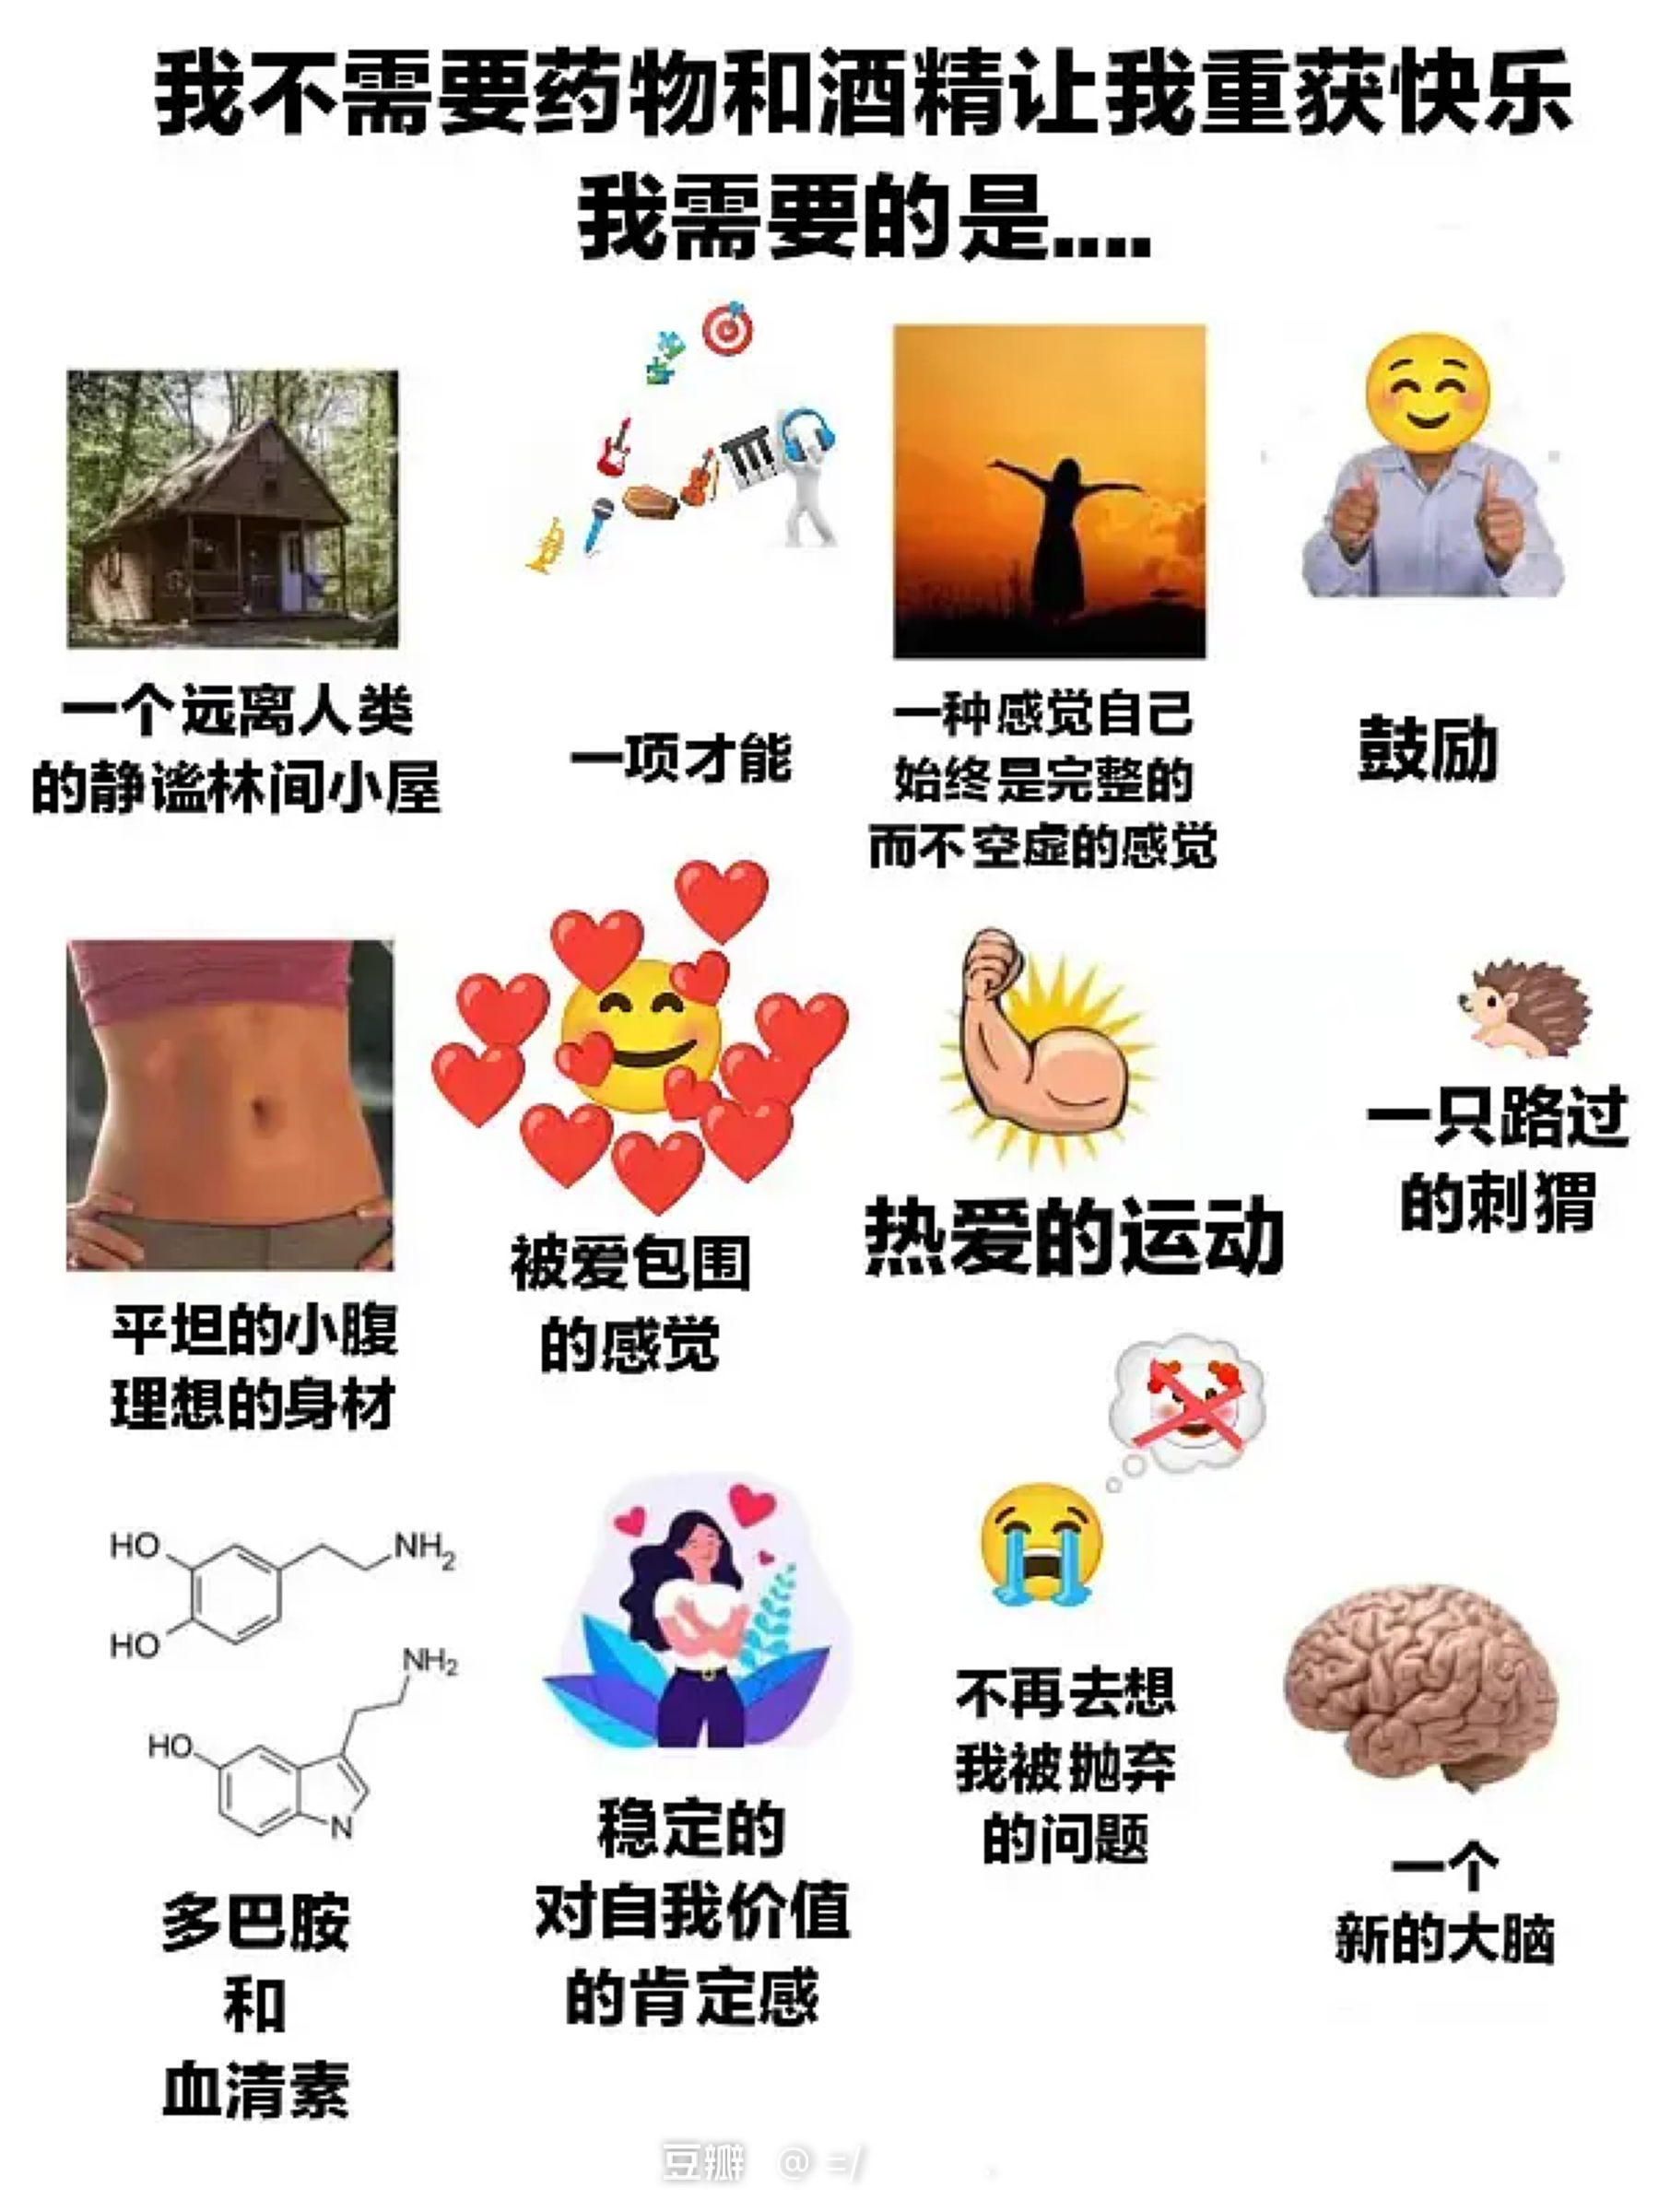 我不需要药物和酒精让我重获快乐
我需要的是....
一个远离人类
的静谧林间小屋
一项才能
一种感觉自己
始终是完整的
而不空虚的感觉
鼓励
平坦的小腹
理想的身材
被爱包围
的感觉
热爱的运动
一只路过
的刺猬
HO
NH2
HO
NH2
HO
N
多巴胺
和
血清素
稳定的
对自我价值
的肯定感
不再去想
我被抛弃
的问题
一个
新的大脑
豆瓣 @ =/